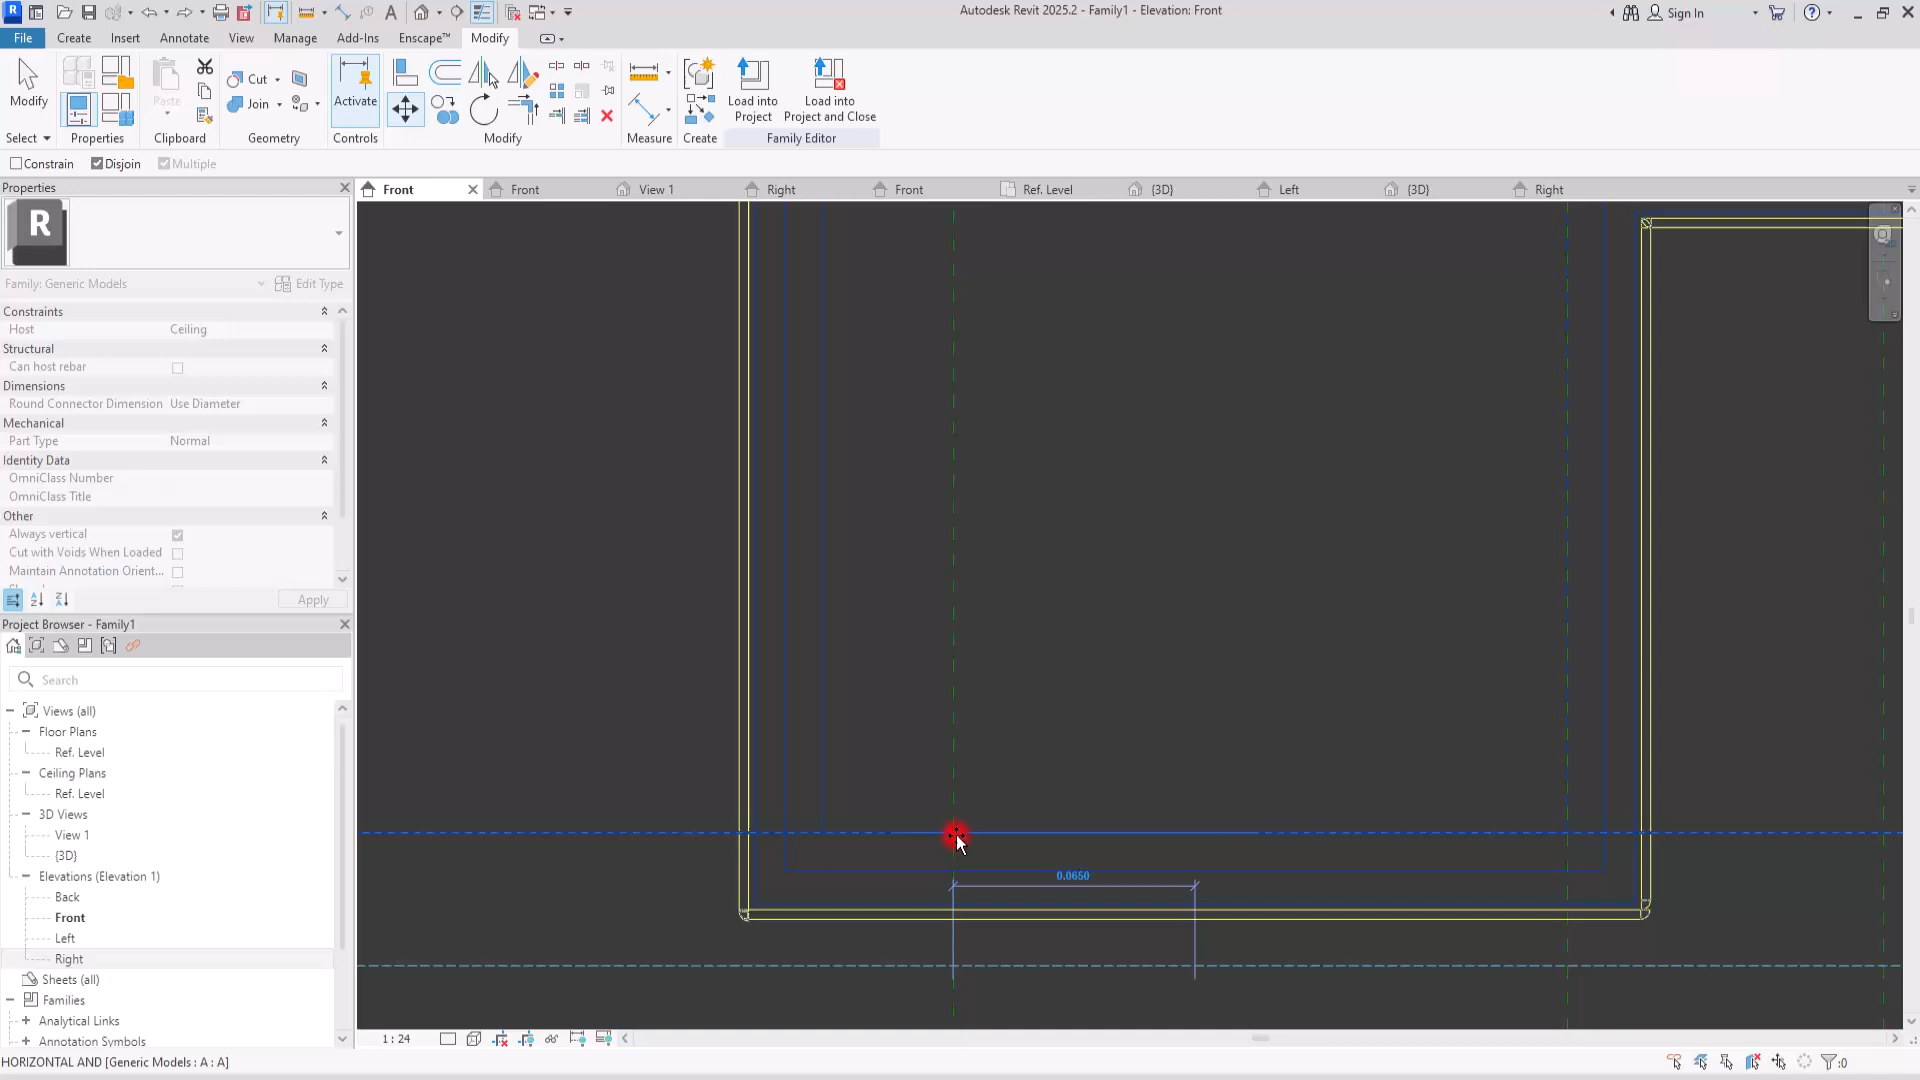 Autodesk Revit 2025.2 - Family1 - Elevation: Front
Sign In
File
Create
Insert
Annotate
View
Manage
Add-Ins
Enscape™
Modify
Modify
Paste
Cut
Join
Activate
Load into
Project
Load into
Project and Close
Select
Properties
Clipboard
Geometry
Controls
Modify
Measure
Create
Family Editor
Constrain
Disjoin
Multiple
Properties
Front
Front
View 1
Right
Front
Ref. Level
{3D}
Left
{3D}
Right
R
Family: Generic Models
Edit Type
Constraints
Host Ceiling
Structural
Can host rebar
Dimensions
Round Connector Dimension Use Diameter
Mechanical
Part Type Normal
Identity Data
OmniClass Number
OmniClass Title
Other
Always vertical
Cut with Voids When Loaded
Maintain Annotation Orient...
Apply
Project Browser - Family1
Search
Views (all)
Floor Plans
Ref. Level
Ceiling Plans
Ref. Level
3D Views
View 1
{3D}
Elevations (Elevation 1)
Back
Front
Left
Right
Sheets (all)
Families
Analytical Links
Annotation Symbols
0.0650
1 : 24
HORIZONTAL AND [Generic Models : A : A]
:0